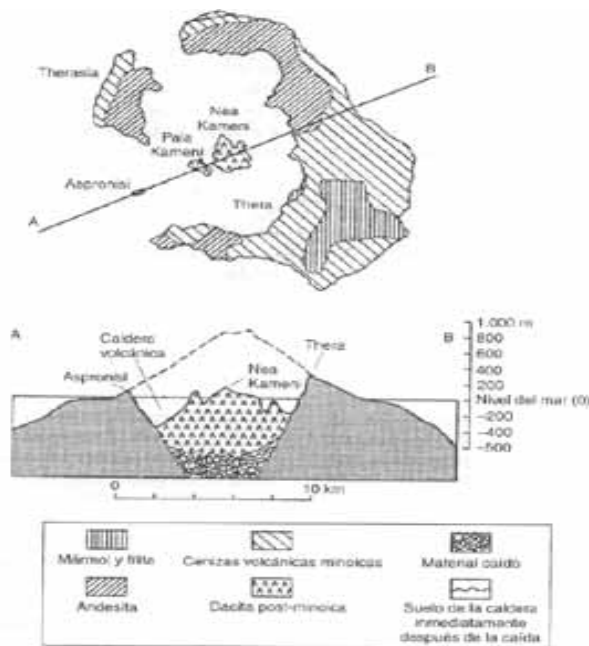 Therasia
B
Nea
Kameni
Palia
Kameni
Aspronisi
A
Thera
A
B
Caldera
volcánica
Aspronisi
Nea
Kameni
Thera
1.000 m
800
600
400
200
Nivel del mar (0)
-200
-400
-500
0
10 km
Mármol y filita
Cenizas volcánicas minoicas
Material caído
Andesita
Dacita post-minoica
Suelo de la caldera
inmediatamente
después de la caída